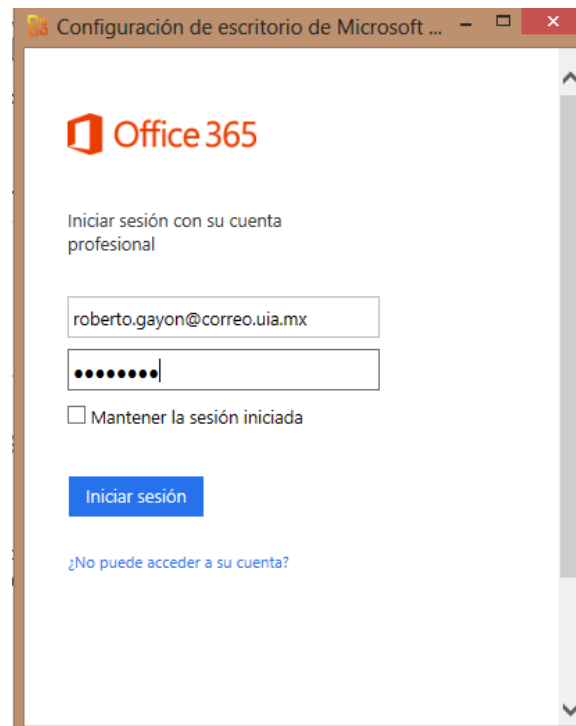 Configuración de escritorio de Microsoft ...
Office 365
Iniciar sesión con su cuenta
profesional
roberto.gayon@correo.uia.mx
••••••••
Mantener la sesión iniciada
Iniciar sesión
¿No puede acceder a su cuenta?